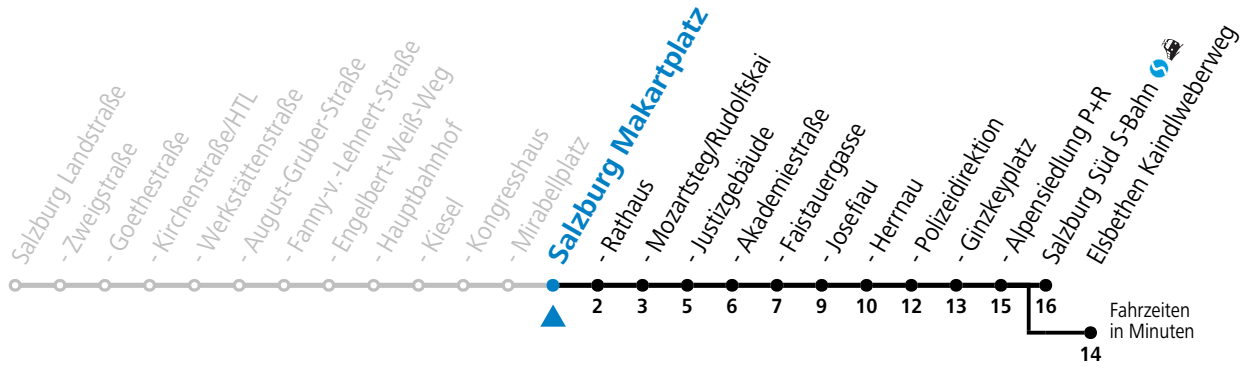 Salzburg Landstraße
- Zweigstraße
- Goethestraße
- Kirchenstraße/HTL
- Werkstättenstraße
- August-Gruber-Straße
- Fanny-v.-Lehnert-Straße
- Engelbert-Weiß-Weg
- Hauptbahnhof
- Kiesel
- Kongresshaus
- Mirabellplatz
Salzburg Makartplatz
- Rathaus
- Mozartsteg/Rudolfskai
- Justizgebäude
- Akademiestraße
- Faistauergasse
- Josefiau
- Herrnau
- Polizeidirektion
- Ginzkeyplatz
- Alpensiedlung P+R
Salzburg Süd S-Bahn
Elsbethen Kaindlweberweg
2 3 5 6 7 9 10 12 13 15 16
Fahrzeiten
in Minuten
14